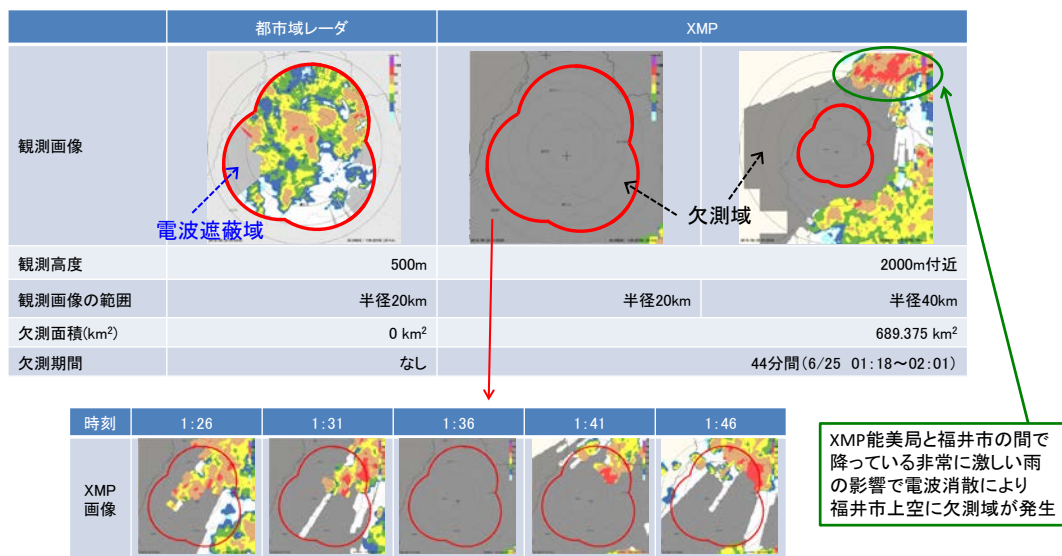 都市域レーダ XMP
観測画像
電波遮蔽域
欠測域
観測高度 500m 2000m付近
観測画像の範囲 半径20km 半径20km 半径40km
欠測面積(km²) 0 km² 689.375 km²
欠測期間 なし 44分間(6/25 01:18~02:01)
時刻 1:26 1:31 1:36 1:41 1:46
XMP
画像
XMP能美局と福井市の間で
降っている非常に激しい雨
の影響で電波消散により
福井市上空に欠測域が発生